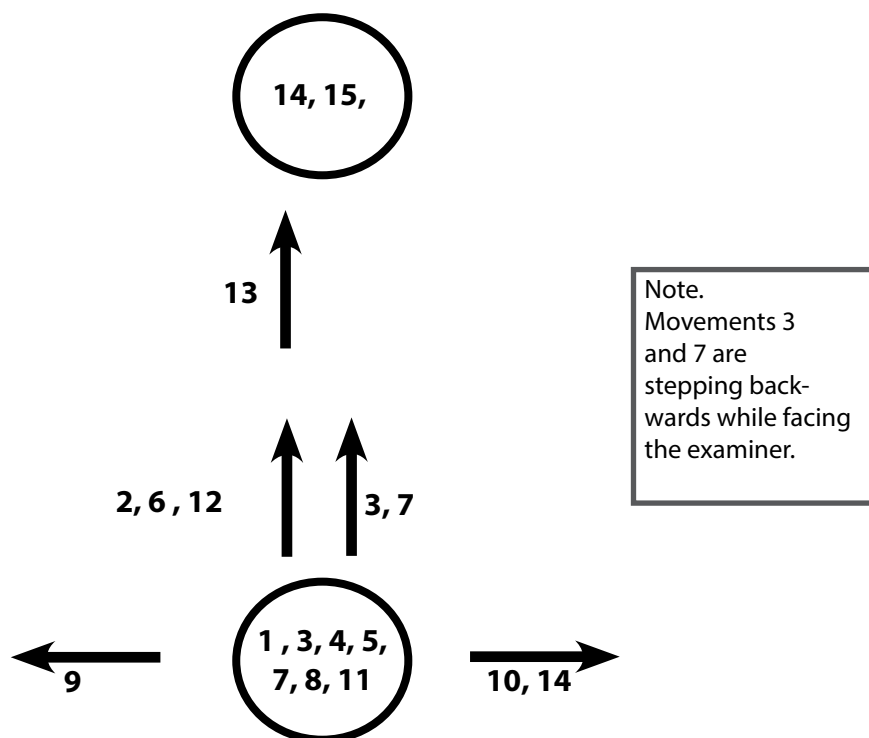 14, 15,
13
Note.
Movements 3
and 7 are
stepping back-
wards while facing
the examiner.
2, 6 , 12
3, 7
1 , 3, 4, 5,
7, 8, 11
9
10, 14